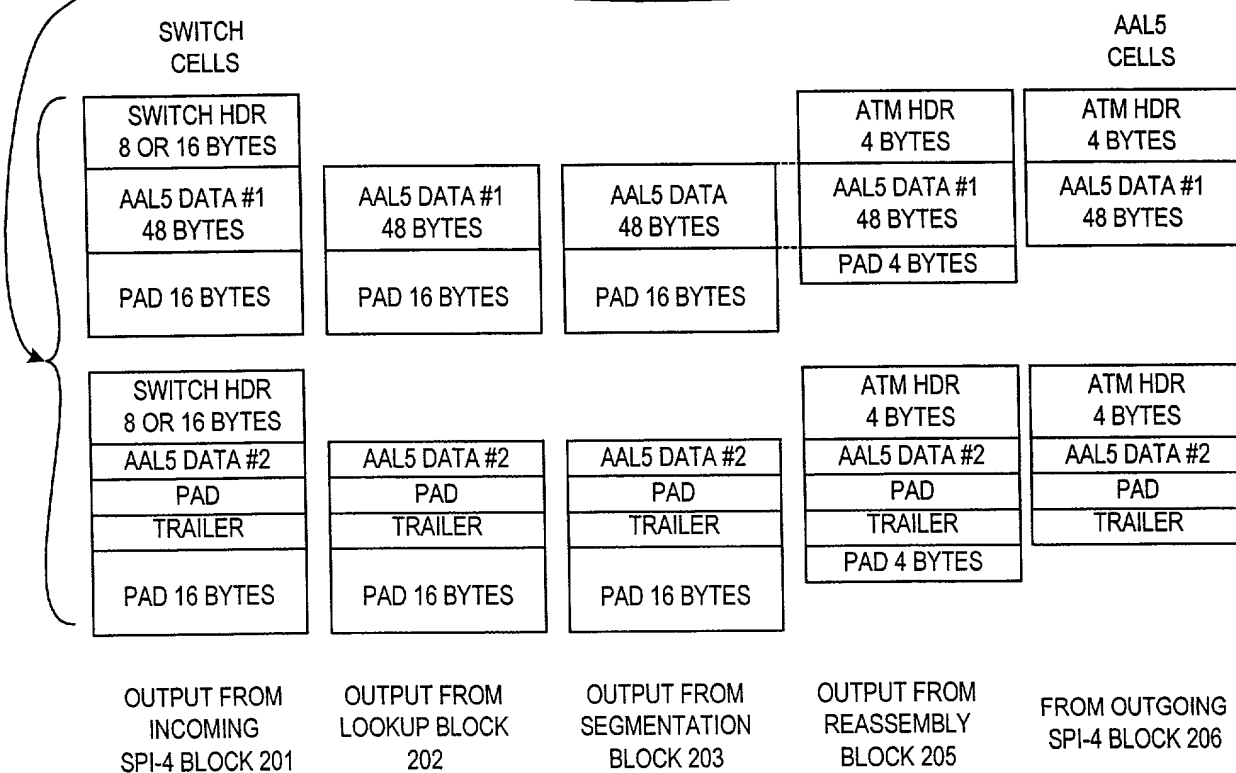 SWITCH
CELLS
SWITCH HDR
8 OR 16 BYTES
AAL5 DATA #1
48 BYTES
PAD 16 BYTES
SWITCH HDR
8 OR 16 BYTES
AAL5 DATA #2
PAD
TRAILER
PAD 16 BYTES
OUTPUT FROM
INCOMING
SPI-4 BLOCK 201
AAL5 DATA #1
48 BYTES
PAD 16 BYTES
AAL5 DATA #2
PAD
TRAILER
PAD 16 BYTES
OUTPUT FROM
LOOKUP BLOCK
202
AAL5 DATA
48 BYTES
PAD 16 BYTES
AAL5 DATA #2
PAD
TRAILER
PAD 16 BYTES
OUTPUT FROM
SEGMENTATION
BLOCK 203
ATM HDR
4 BYTES
AAL5 DATA #1
48 BYTES
PAD 4 BYTES
ATM HDR
4 BYTES
AAL5 DATA #2
PAD
TRAILER
PAD 4 BYTES
OUTPUT FROM
REASSEMBLY
BLOCK 205
AAL5
CELLS
ATM HDR
4 BYTES
AAL5 DATA #1
48 BYTES
ATM HDR
4 BYTES
AAL5 DATA #2
PAD
TRAILER
FROM OUTGOING
SPI-4 BLOCK 206